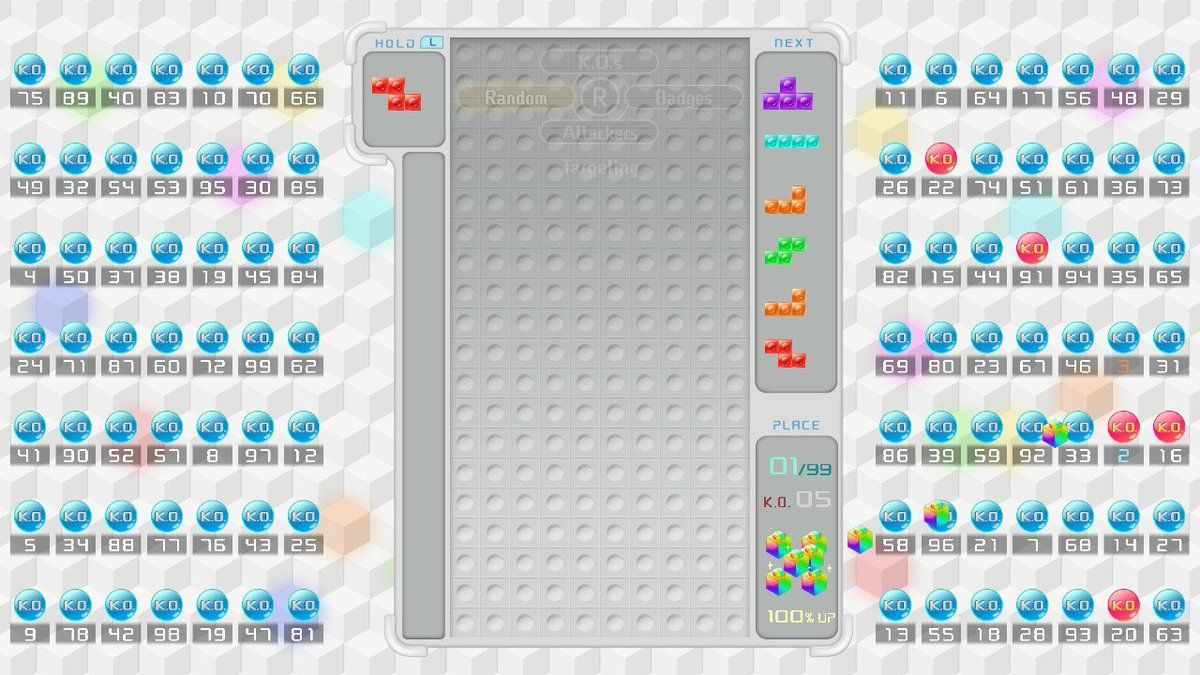 HOLD L
NEXT
K.O.s
Random R Badges
Attackers
Targeting
K.O. K.O. K.O. K.O. K.O. K.O. K.O.
75 89 40 83 10 70 66
K.O. K.O. K.O. K.O. K.O. K.O. K.O.
49 32 54 53 95 30 85
K.O. K.O. K.O. K.O. K.O. K.O. K.O.
4 50 37 38 19 45 84
K.O. K.O. K.O. K.O. K.O. K.O. K.O.
24 71 87 60 72 99 62
K.O. K.O. K.O. K.O. K.O. K.O. K.O.
41 90 52 57 8 97 12
K.O. K.O. K.O. K.O. K.O. K.O. K.O.
5 34 88 77 76 43 25
K.O. K.O. K.O. K.O. K.O. K.O. K.O.
9 78 42 98 79 47 81
K.O. K.O. K.O. K.O. K.O. K.O. K.O.
11 6 64 17 56 48 29
K.O. K.O. K.O. K.O. K.O. K.O. K.O.
26 22 74 51 61 36 73
K.O. K.O. K.O. K.O. K.O. K.O. K.O.
82 15 44 91 94 35 65
K.O. K.O. K.O. K.O. K.O. K.O. K.O.
69 80 23 67 46 3 31
K.O. K.O. K.O. K.O. K.O. K.O. K.O.
86 39 59 92 33 2 16
K.O. K.O. K.O. K.O. K.O. K.O.
58 96 21 7 68 14 27
K.O. K.O. K.O. K.O. K.O. K.O. K.O.
13 55 18 28 93 20 63
PLACE
01/99
K.O. 05
100% UP